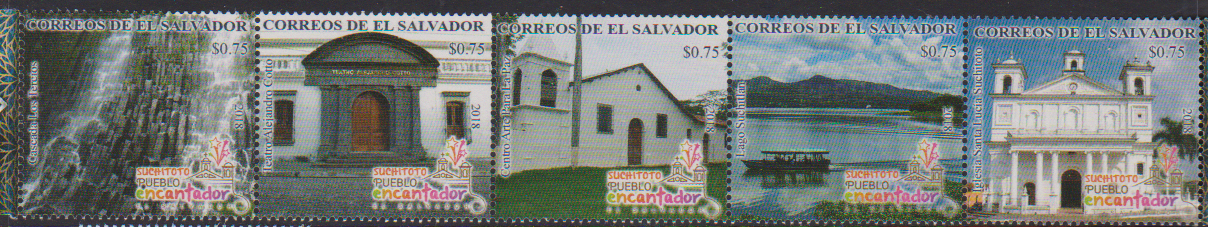 CORREOS DE EL SALVADOR
$0.75
Cascada Los Tercios
2018
SUCHITOTO
PUEBLO
encantador
CORREOS DE EL SALVADOR
$0.75
Teatro Alejandro Cotto
TEATRO ALEJANDRO COTTO
2018
SUCHITOTO
PUEBLO
encantador
CORREOS DE EL SALVADOR
$0.75
Centro Arte Para La Paz
2018
SUCHITOTO
PUEBLO
encantador
CORREOS DE EL SALVADOR
$0.75
Lago Suchitlán
2018
SUCHITOTO
PUEBLO
encantador
CORREOS DE EL SALVADOR
$0.75
Iglesia Santa Lucía Suchitoto
2018
SUCHITOTO
PUEBLO
encantador